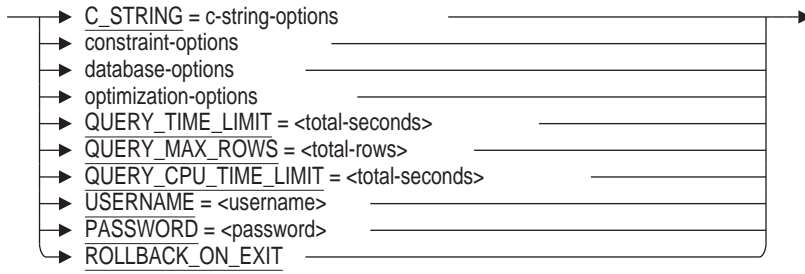 C_STRING = c-string-options
constraint-options
database-options
optimization-options
QUERY_TIME_LIMIT = <total-seconds>
QUERY_MAX_ROWS = <total-rows>
QUERY_CPU_TIME_LIMIT = <total-seconds>
USERNAME = <username>
PASSWORD = <password>
ROLLBACK_ON_EXIT